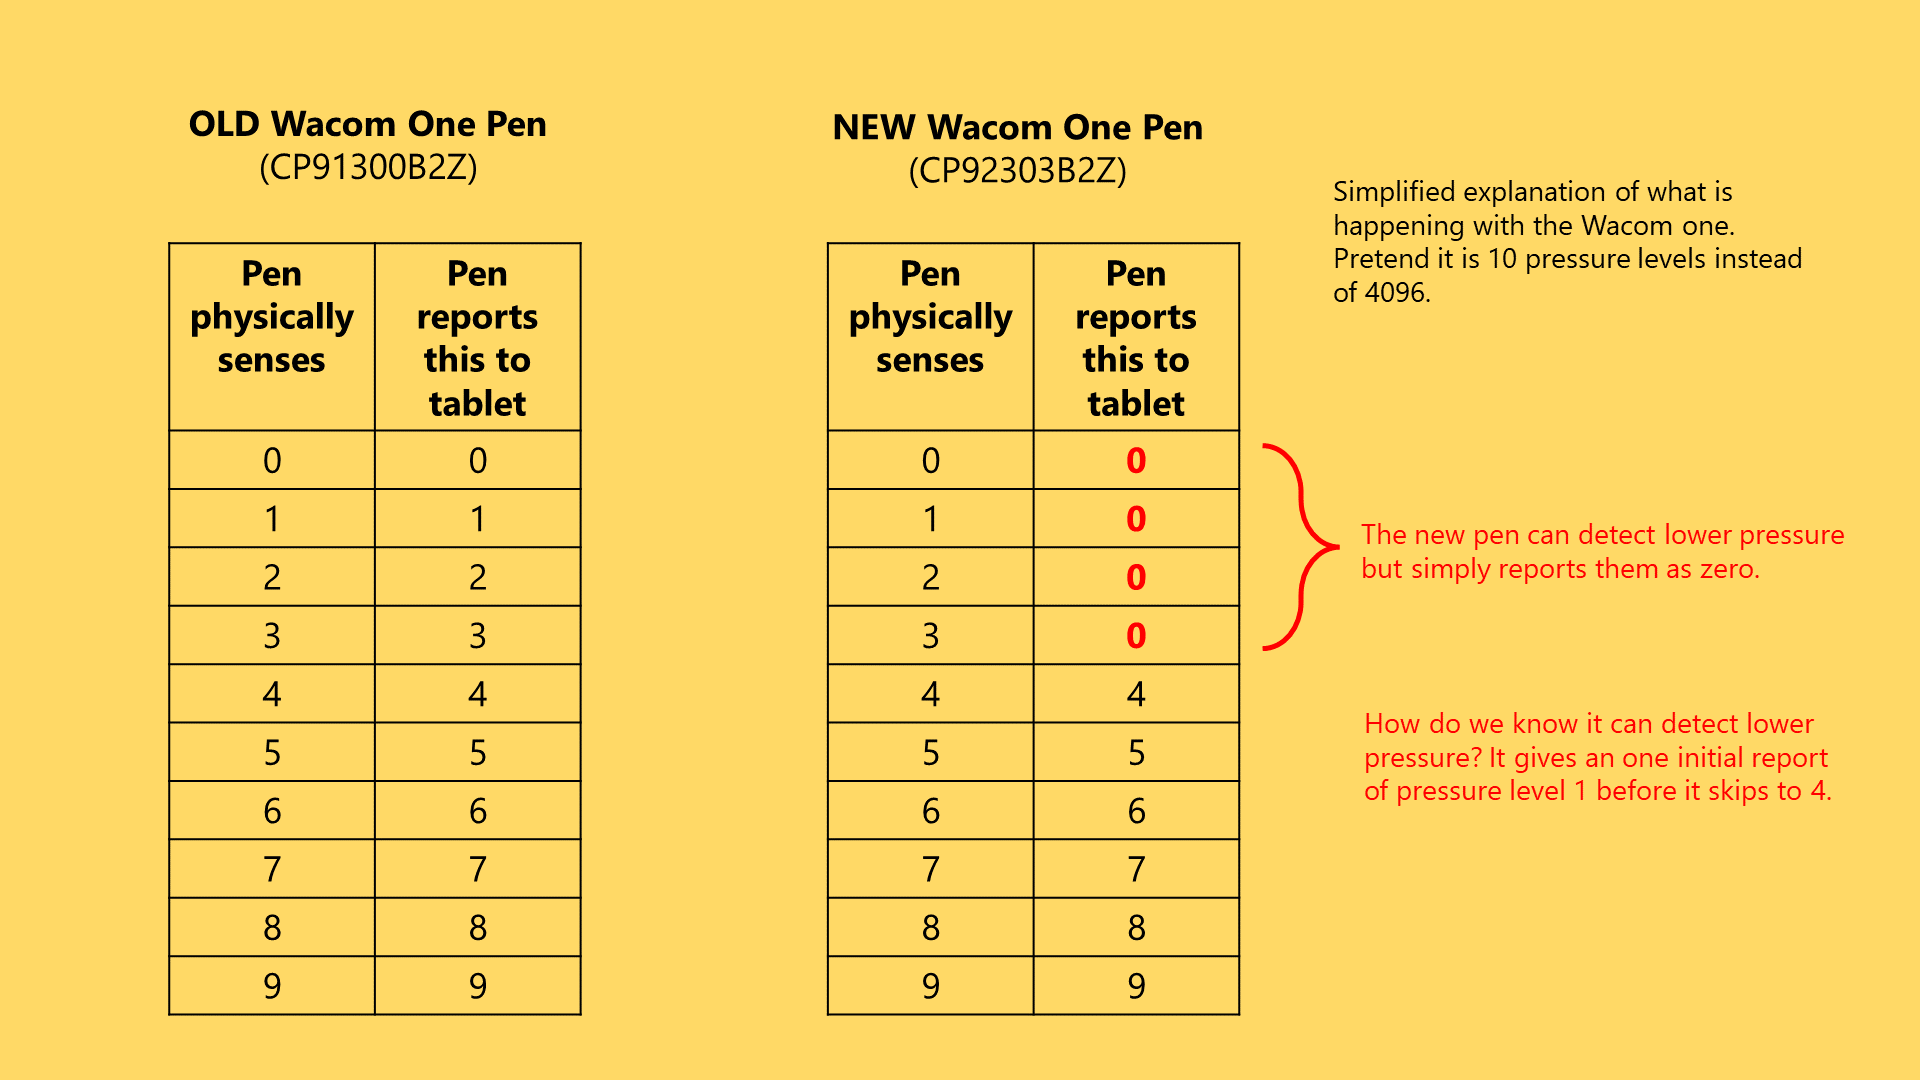 OLD Wacom One Pen
(CP91300B2Z)
Pen
physically
senses
Pen
reports
this to
tablet
0 0
1 1
2 2
3 3
4 4
5 5
6 6
7 7
8 8
9 9
NEW Wacom One Pen
(CP92303B2Z)
Pen
physically
senses
Pen
reports
this to
tablet
0 0
1 0
2 0
3 0
4 4
5 5
6 6
7 7
8 8
9 9
Simplified explanation of what is
happening with the Wacom one.
Pretend it is 10 pressure levels instead
of 4096.
The new pen can detect lower pressure
but simply reports them as zero.
How do we know it can detect lower
pressure? It gives an one initial report
of pressure level 1 before it skips to 4.